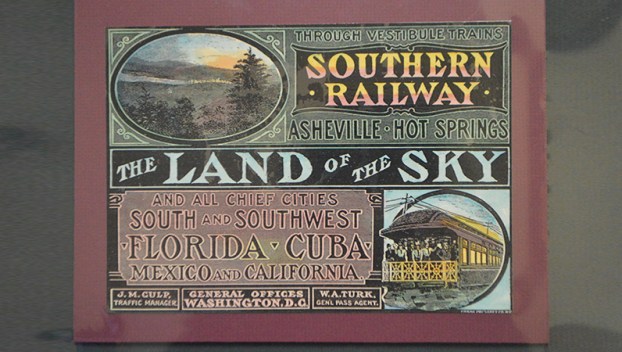 THROUGH VESTIBULE TRAINS
SOUTHERN
· RAILWAY ·
ASHEVILLE · HOT SPRINGS
THE LAND OF THE SKY
AND ALL CHIEF CITIES
SOUTH AND SOUTHWEST
· FLORIDA · CUBA ·
MEXICO AND CALIFORNIA.
J. M. CULP,
TRAFFIC MANAGER.
GENERAL OFFICES
WASHINGTON, D.C.
W. A. TURK,
GEN'L PASS AGENT.